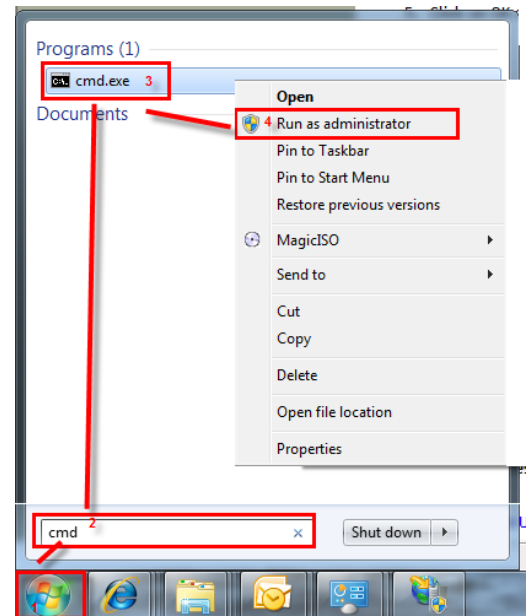 Programs (1)
cmd.exe 3
Documents
Open
4 Run as administrator
Pin to Taskbar
Pin to Start Menu
Restore previous versions
MagicISO
Send to
Cut
Copy
Delete
Open file location
Properties
cmd 2
Shut down